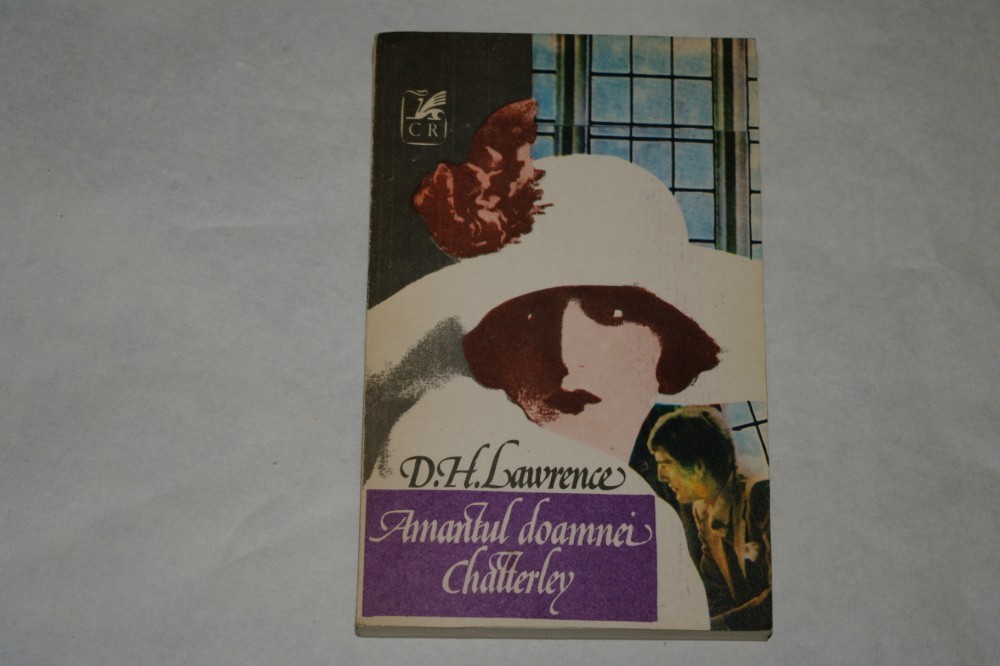 CR
D.H. Lawrence
Amantul doamnei
Chatterley